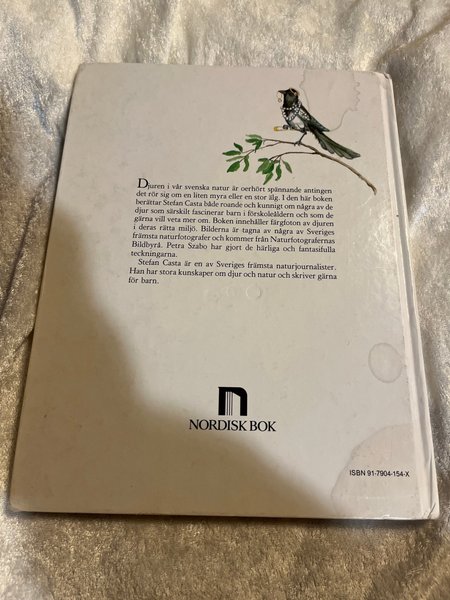 Djuren i vår svenska natur är oerhört spännande antingen
det rör sig om en liten myra eller en stor älg. I den här boken
berättar Stefan Casta både roande och kunnigt om några av de
djur som särskilt fascinerar barn i förskoleåldern och som de
gärna vill veta mer om. Boken innehåller färgfoton av djuren
i deras rätta miljö. Bilderna är tagna av några av Sveriges
främsta naturfotografer och kommer från Naturfotografernas
Bildbyrå. Petra Szabo har gjort de härliga och fantasifulla
teckningarna.
Stefan Casta är en av Sveriges främsta naturjournalister.
Han har stora kunskaper om djur och natur och skriver gärna
för barn.
NORDISK BOK
ISBN 91-7904-154-X